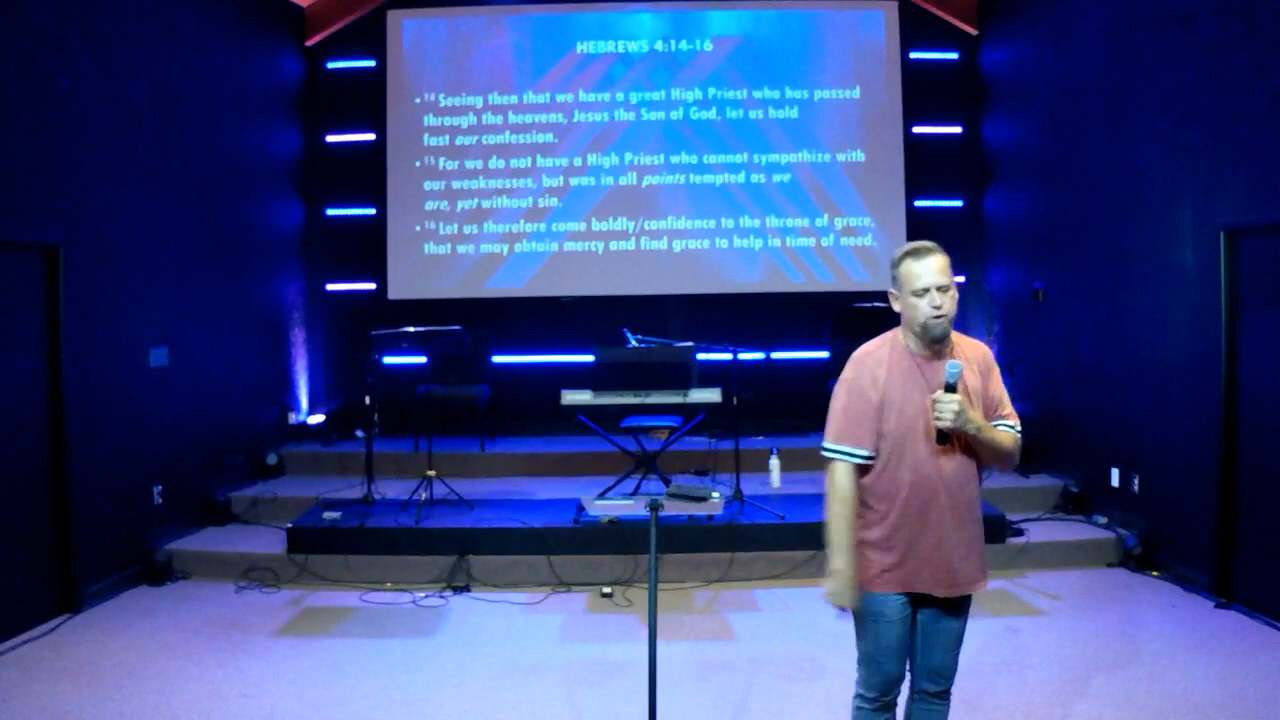 HEBREWS 4:14-16
• 14 Seeing then that we have a great High Priest who has passed
through the heavens, Jesus the Son of God, let us hold
fast our confession.
• 15 For we do not have a High Priest who cannot sympathize with
our weaknesses, but was in all points tempted as we
are, yet without sin.
• 16 Let us therefore come boldly/confidence to the throne of grace,
that we may obtain mercy and find grace to help in time of need.